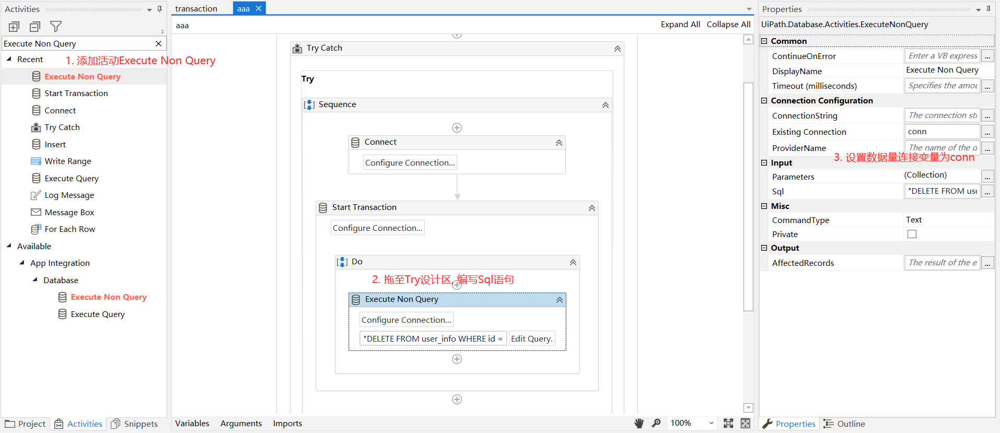 Activities
Execute Non Query
Recent
1. 添加活动Execute Non Query
Execute Non Query
Start Transaction
Connect
Try Catch
Insert
Write Range
Execute Query
Log Message
Message Box
For Each Row
Available
App Integration
Database
Execute Non Query
Execute Query
Project
Activities
Snippets
transaction
aaa
aaa
Expand All
Collapse All
Try Catch
Try
Sequence
Connect
Configure Connection...
Start Transaction
Configure Connection...
Do
2. 拖至Try设计区, 编写Sql语句
Execute Non Query
Configure Connection...
"DELETE FROM user_info WHERE id =
Edit Query.
Variables
Arguments
Imports
100%
Properties
UiPath.Database.Activities.ExecuteNonQuery
Common
ContinueOnError
Enter a VB express
DisplayName
Execute Non Query
Timeout (milliseconds)
Specifies the amou
Connection Configuration
ConnectionString
The connection stri
Existing Connection
conn
ProviderName
The name of the d
3. 设置数据量连接变量为conn
Input
Parameters
(Collection)
Sql
"DELETE FROM use
Misc
CommandType
Text
Private
Output
AffectedRecords
The result of the e
Properties
Outline